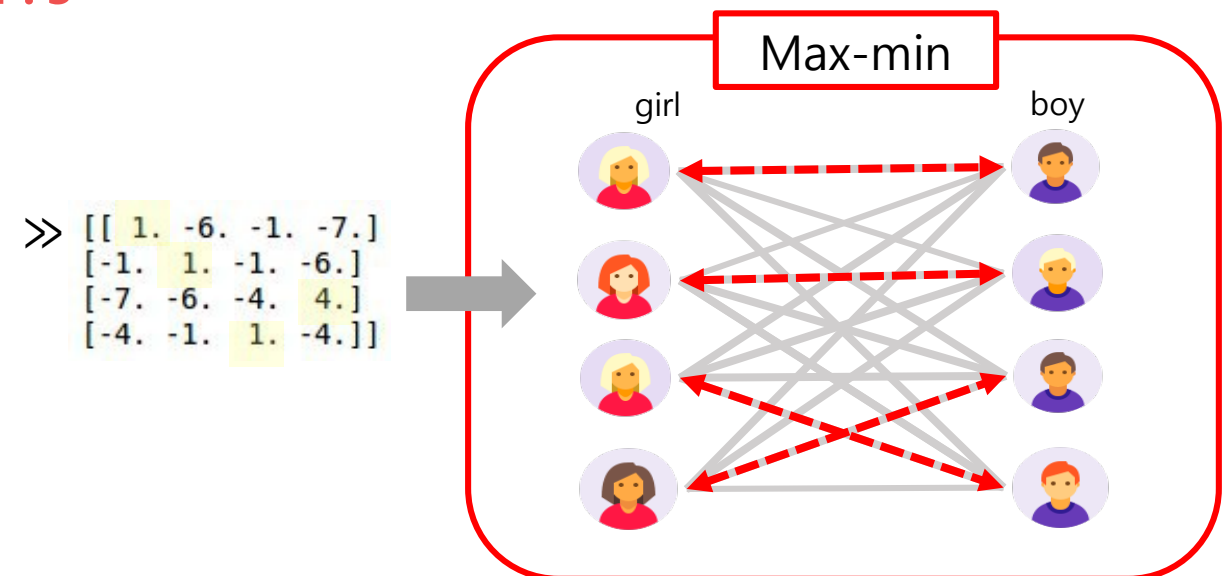 Max-min
girl boy
≫ [[ 1. -6. -1. -7.]
[-1. 1. -1. -6.]
[-7. -6. -4. 4.]
[-4. -1. 1. -4.]]